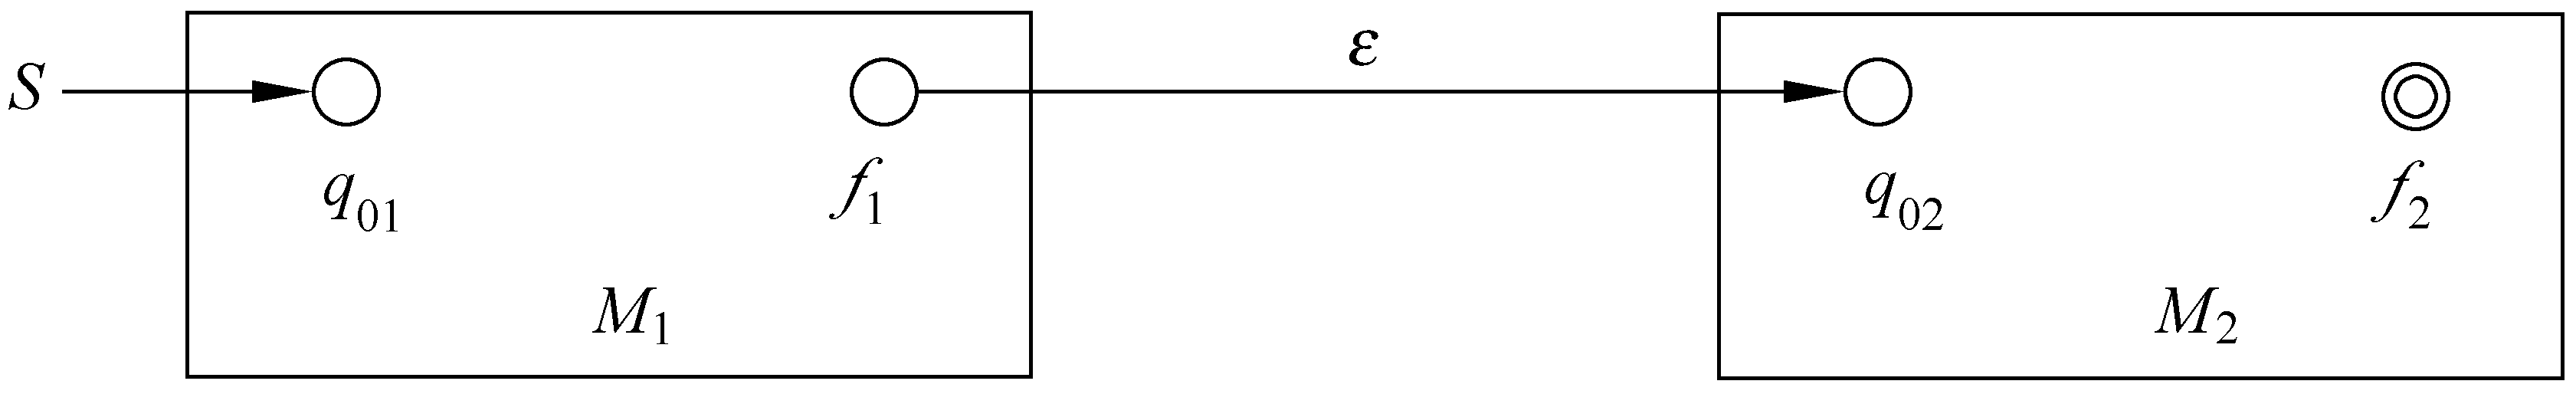 S ε
q₀₁ f₁ q₀₂ f₂
M₁ M₂